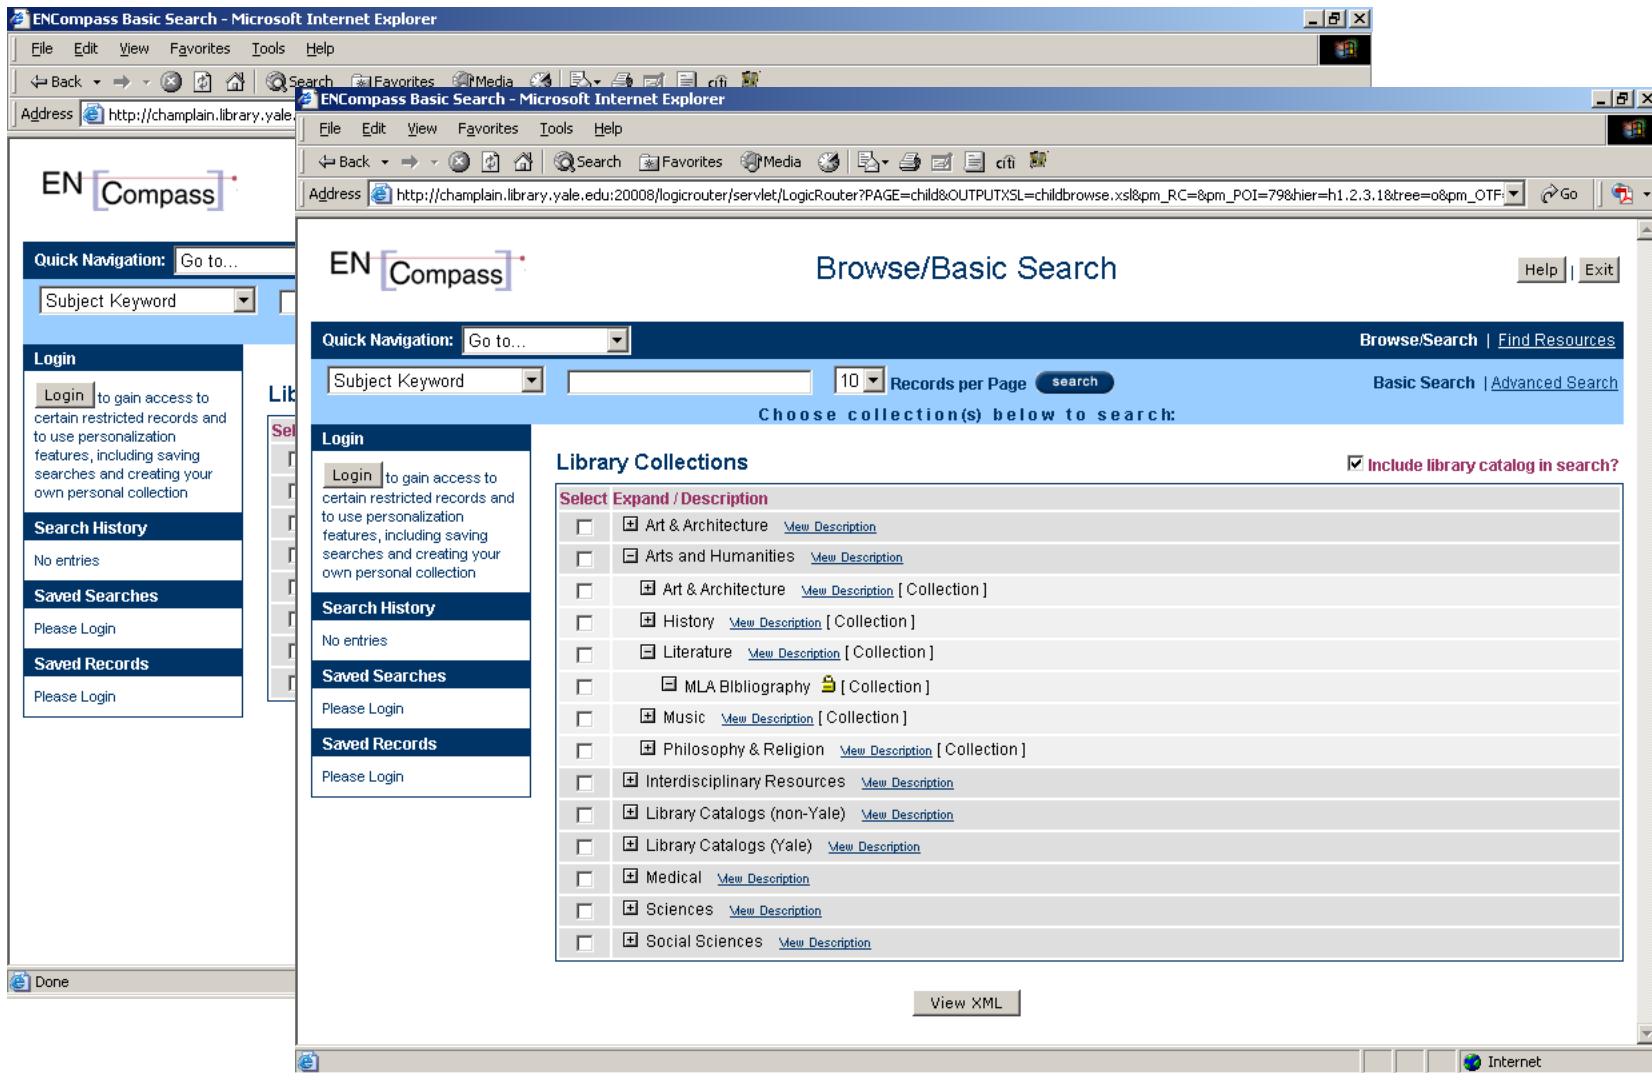 ENCompass Basic Search - Microsoft Internet Explorer
File Edit View Favorites Tools Help
Back Search Favorites Media citi
Address http://champlain.library.yale.
EN [Compass]
Quick Navigation: Go to...
Subject Keyword
Login
Login to gain access to
certain restricted records and
to use personalization
features, including saving
searches and creating your
own personal collection
Search History
No entries
Saved Searches
Please Login
Saved Records
Please Login
Lib
Sel
Done
ENCompass Basic Search - Microsoft Internet Explorer
File Edit View Favorites Tools Help
Back Search Favorites Media citi
Address http://champlain.library.yale.edu:20008/logicrouter/servlet/LogicRouter?PAGE=child&OUTPUTXSL=childbrowse.xsl&pm_RC=&pm_POI=79&hier=h1.2.3.1&tree=o&pm_OTF= Go
EN [Compass]
Browse/Basic Search
Help | Exit
Quick Navigation: Go to...
Browse/Search | Find Resources
Subject Keyword 10 Records per Page search
Basic Search | Advanced Search
Choose collection(s) below to search:
Login
Login to gain access to
certain restricted records and
to use personalization
features, including saving
searches and creating your
own personal collection
Search History
No entries
Saved Searches
Please Login
Saved Records
Please Login
Library Collections
Include library catalog in search?
Select Expand / Description
Art & Architecture View Description
Arts and Humanities View Description
Art & Architecture View Description [ Collection ]
History View Description [ Collection ]
Literature View Description [ Collection ]
MLA BIbliography [ Collection ]
Music View Description [ Collection ]
Philosophy & Religion View Description [ Collection ]
Interdisciplinary Resources View Description
Library Catalogs (non-Yale) View Description
Library Catalogs (Yale) View Description
Medical View Description
Sciences View Description
Social Sciences View Description
View XML
Internet